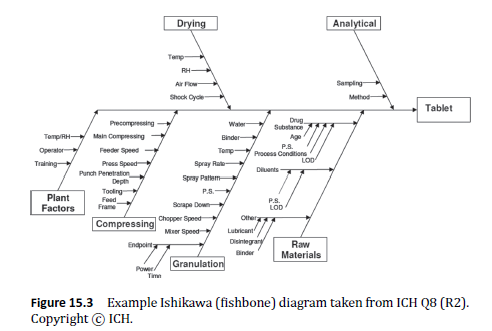 Drying
Analytical
Temp
RH
Air Flow
Shock Cycle
Sampling
Method
Tablet
Temp/RH
Operator
Training
Plant
Factors
Precompressing
Main Compressing
Feeder Speed
Press Speed
Punch Penetration
Depth
Tooling
Feed
Frame
Compressing
Water
Binder
Temp
Spray Rate
Spray Pattern
P.S.
Scrape Down
Chopper Speed
Mixer Speed
Endpoint
Power
Timn
Granulation
Drug
Substance
Age
P.S.
Process Conditions
LOD
Diluents
P.S.
LOD
Other
Lubricant
Disintegrant
Binder
Raw
Materials
Figure 15.3 Example Ishikawa (fishbone) diagram taken from ICH Q8 (R2).
Copyright © ICH.